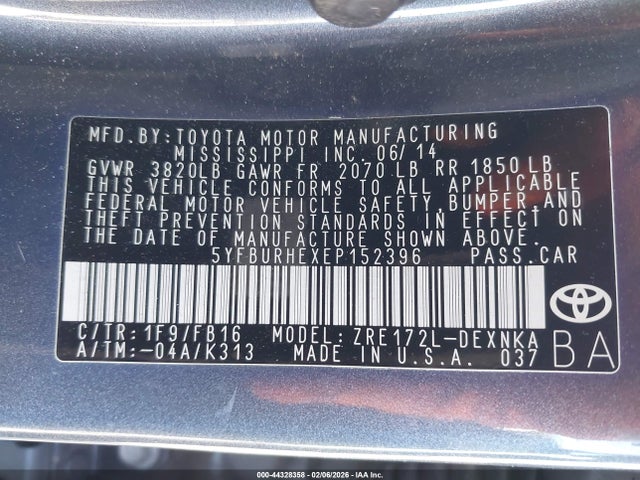 MFD. BY: TOYOTA MOTOR MANUFACTURING
MISSISSIPPI INC. 06/14
GVWR 3820LB GAWR FR 2070 LB RR 1850 LB
THIS VEHICLE CONFORMS TO ALL APPLICABLE
FEDERAL MOTOR VEHICLE SAFETY, BUMPER AND
THEFT PREVENTION STANDARDS IN EFFECT ON
THE DATE OF MANUFACTURE SHOWN ABOVE.
5YFBURHEXEP152396 PASS.CAR
C/TR: 1F9/FB16 MODEL: ZRE172L-DEXNKA
A/TM: -04A/K313 MADE IN U.S.A. 037
TOYOTA
BA
000-44328358 - 02/06/2026 - IAA Inc.